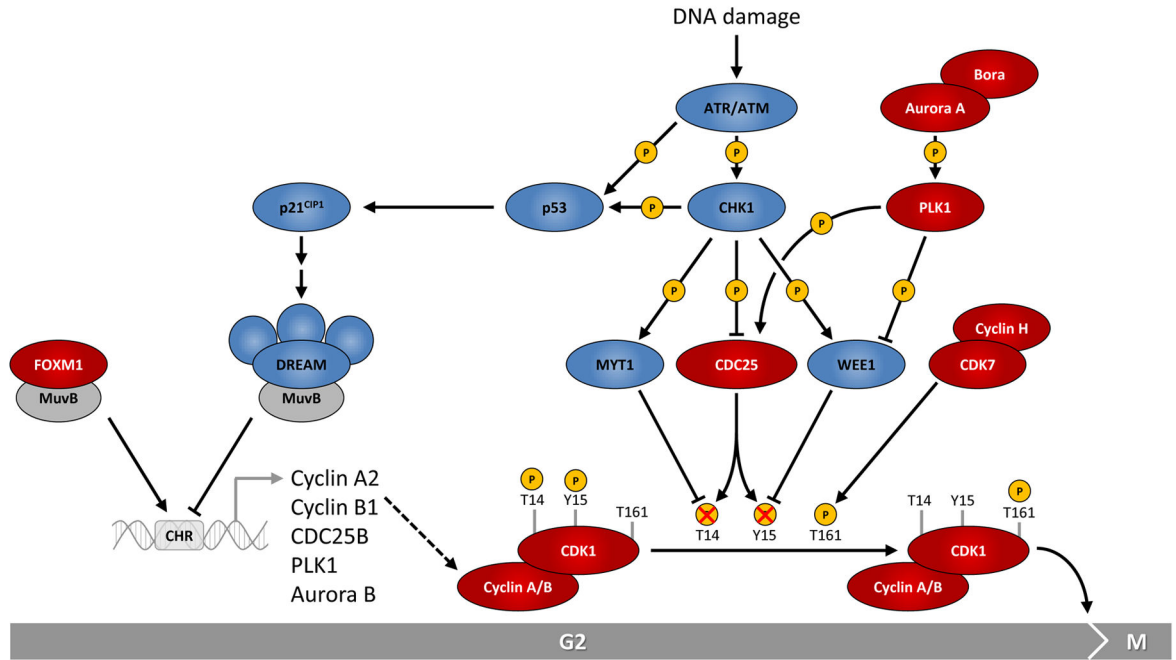 DNA damage
Bora
Aurora A
ATR/ATM
P
P
P
p21CIP1
p53
P
CHK1
PLK1
P
P
P
P
P
Cyclin H
FOXM1
DREAM
MYT1
CDC25
WEE1
CDK7
MuvB
MuvB
Cyclin A2
Cyclin B1
CDC25B
PLK1
Aurora B
CHR
P
P
T14
Y15
T161
CDK1
Cyclin A/B
T14
Y15
P
T161
T14
Y15
P
T161
CDK1
Cyclin A/B
G2
M